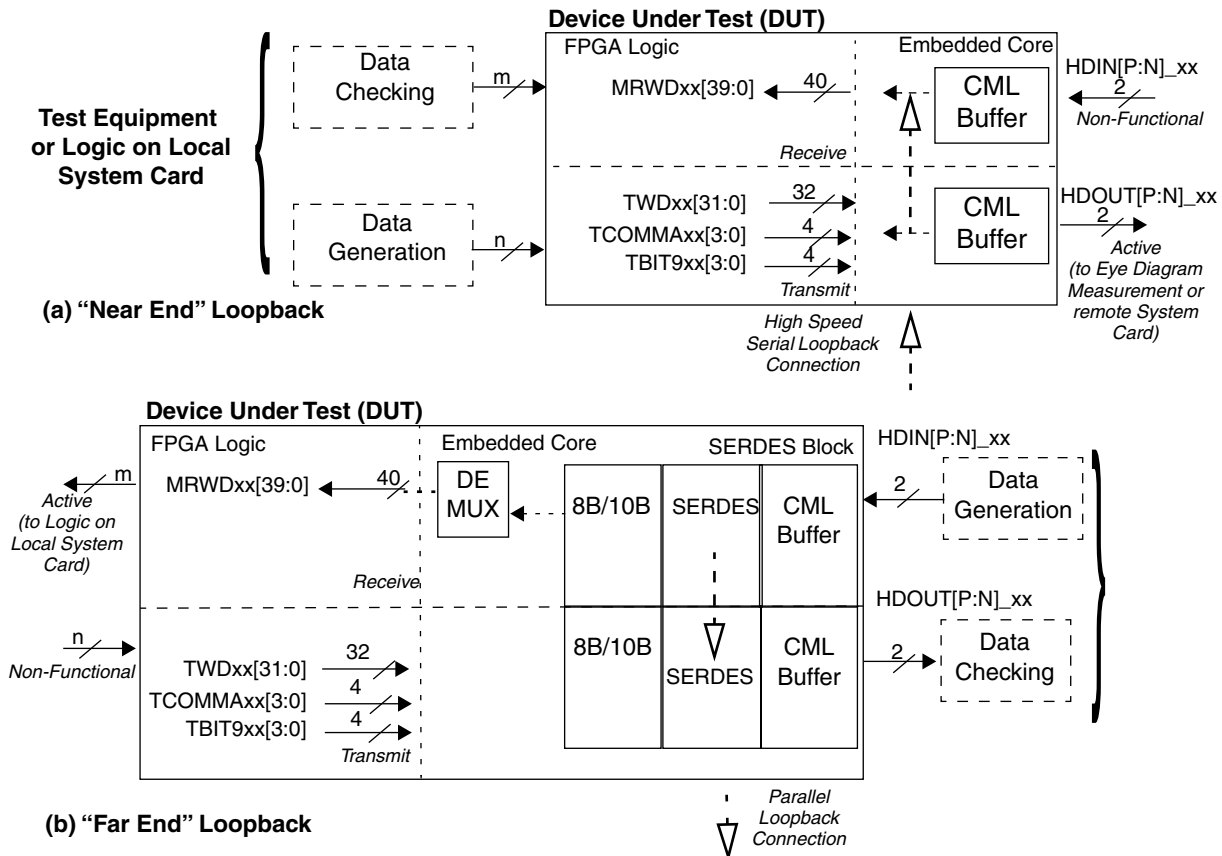 Device Under Test (DUT)
FPGA Logic
Embedded Core
Data
Checking
m
MRWDxx[39:0]
40
CML
Buffer
HDIN[P:N]_xx
2
Non-Functional
Test Equipment
or Logic on Local
System Card
Receive
Data
Generation
n
TWDxx[31:0]
32
TCOMMAxx[3:0]
4
TBIT9xx[3:0]
4
Transmit
CML
Buffer
HDOUT[P:N]_xx
2
Active
(to Eye Diagram
Measurement or
remote System
Card)
(a) “Near End” Loopback
High Speed
Serial Loopback
Connection
Device Under Test (DUT)
FPGA Logic
Embedded Core
SERDES Block
HDIN[P:N]_xx
m
Active
(to Logic on
Local System
Card)
MRWDxx[39:0]
40
DE
MUX
8B/10B
SERDES
CML
Buffer
2
Data
Generation
Receive
HDOUT[P:N]_xx
n
Non-Functional
TWDxx[31:0]
32
TCOMMAxx[3:0]
4
TBIT9xx[3:0]
4
Transmit
8B/10B
SERDES
CML
Buffer
2
Data
Checking
(b) “Far End” Loopback
Parallel
Loopback
Connection